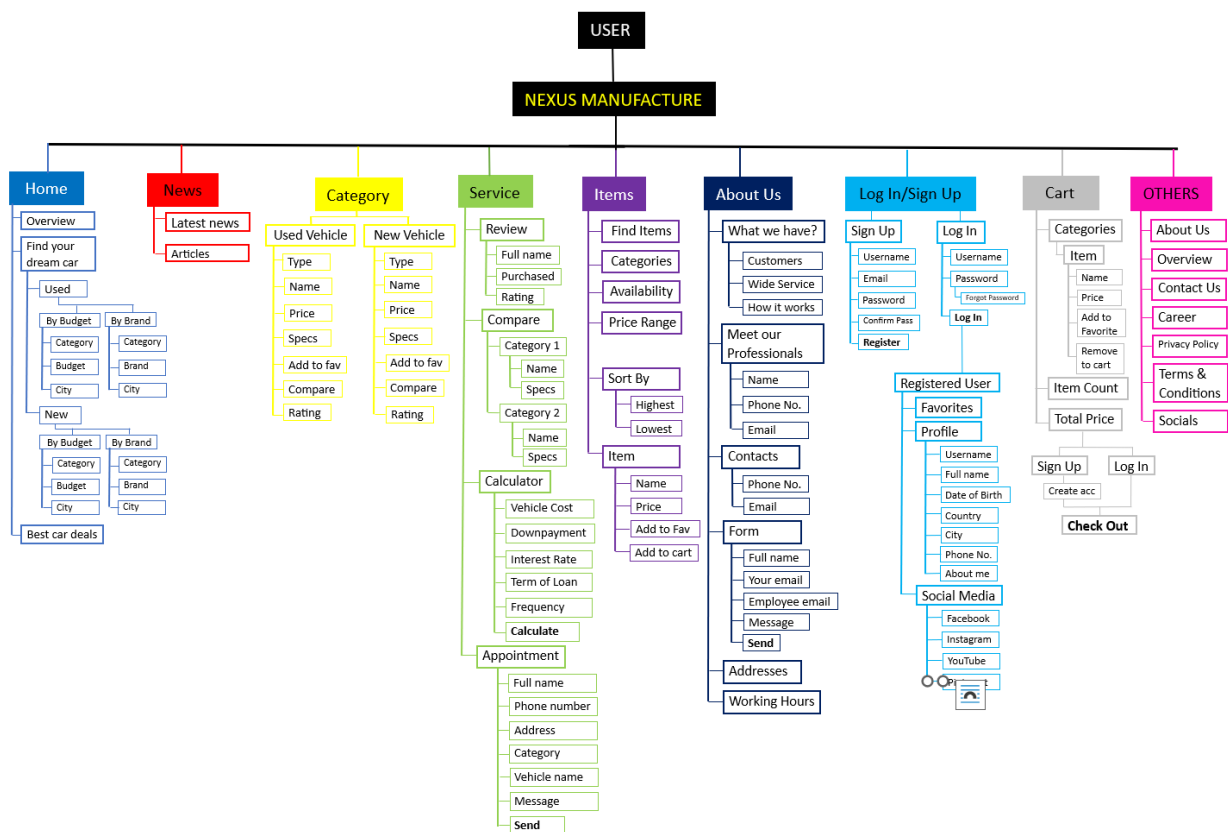 USER
NEXUS MANUFACTURE
Home
Overview
Find your
dream car
Used
By Budget
Category
Budget
City
By Brand
Category
Brand
City
New
By Budget
Category
Budget
City
By Brand
Category
Brand
City
Best car deals
News
Latest news
Articles
Category
Used Vehicle
Type
Name
Price
Specs
Add to fav
Compare
Rating
New Vehicle
Type
Name
Price
Specs
Add to fav
Compare
Rating
Service
Review
Full name
Purchased
Rating
Compare
Category 1
Name
Specs
Category 2
Name
Specs
Calculator
Vehicle Cost
Downpayment
Interest Rate
Term of Loan
Frequency
Calculate
Appointment
Full name
Phone number
Address
Category
Vehicle name
Message
Send
Items
Find Items
Categories
Availability
Price Range
Sort By
Highest
Lowest
Item
Name
Price
Add to Fav
Add to cart
About Us
What we have?
Customers
Wide Service
How it works
Meet our
Professionals
Name
Phone No.
Email
Contacts
Phone No.
Email
Form
Full name
Your email
Employee email
Message
Send
Addresses
Working Hours
Log In/Sign Up
Sign Up
Username
Email
Password
Confirm Pass
Register
Log In
Username
Password
Forgot Password
Log In
Registered User
Favorites
Profile
Username
Full name
Date of Birth
Country
City
Phone No.
About me
Social Media
Facebook
Instagram
YouTube
Cart
Categories
Item
Name
Price
Add to
Favorite
Remove
to cart
Item Count
Total Price
Sign Up
Create acc
Log In
Check Out
OTHERS
About Us
Overview
Contact Us
Career
Privacy Policy
Terms &
Conditions
Socials